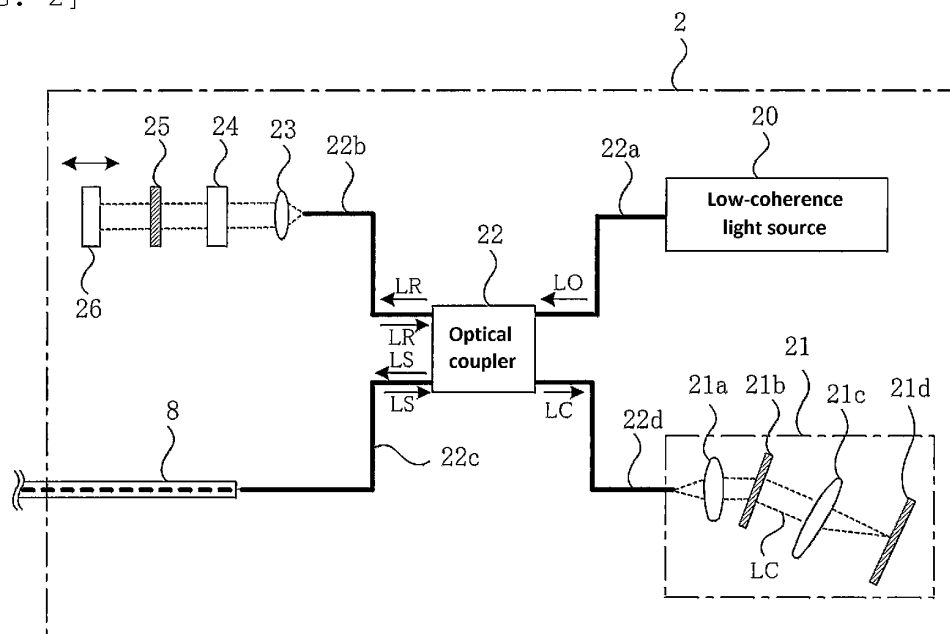 2]
2
25
24
23
22b
22a
20
Low-coherence
light source
26
LR
22
LO
LR
Optical
coupler
LS
LS
LC
21
21a
21b
21c
21d
8
22c
22d
LC